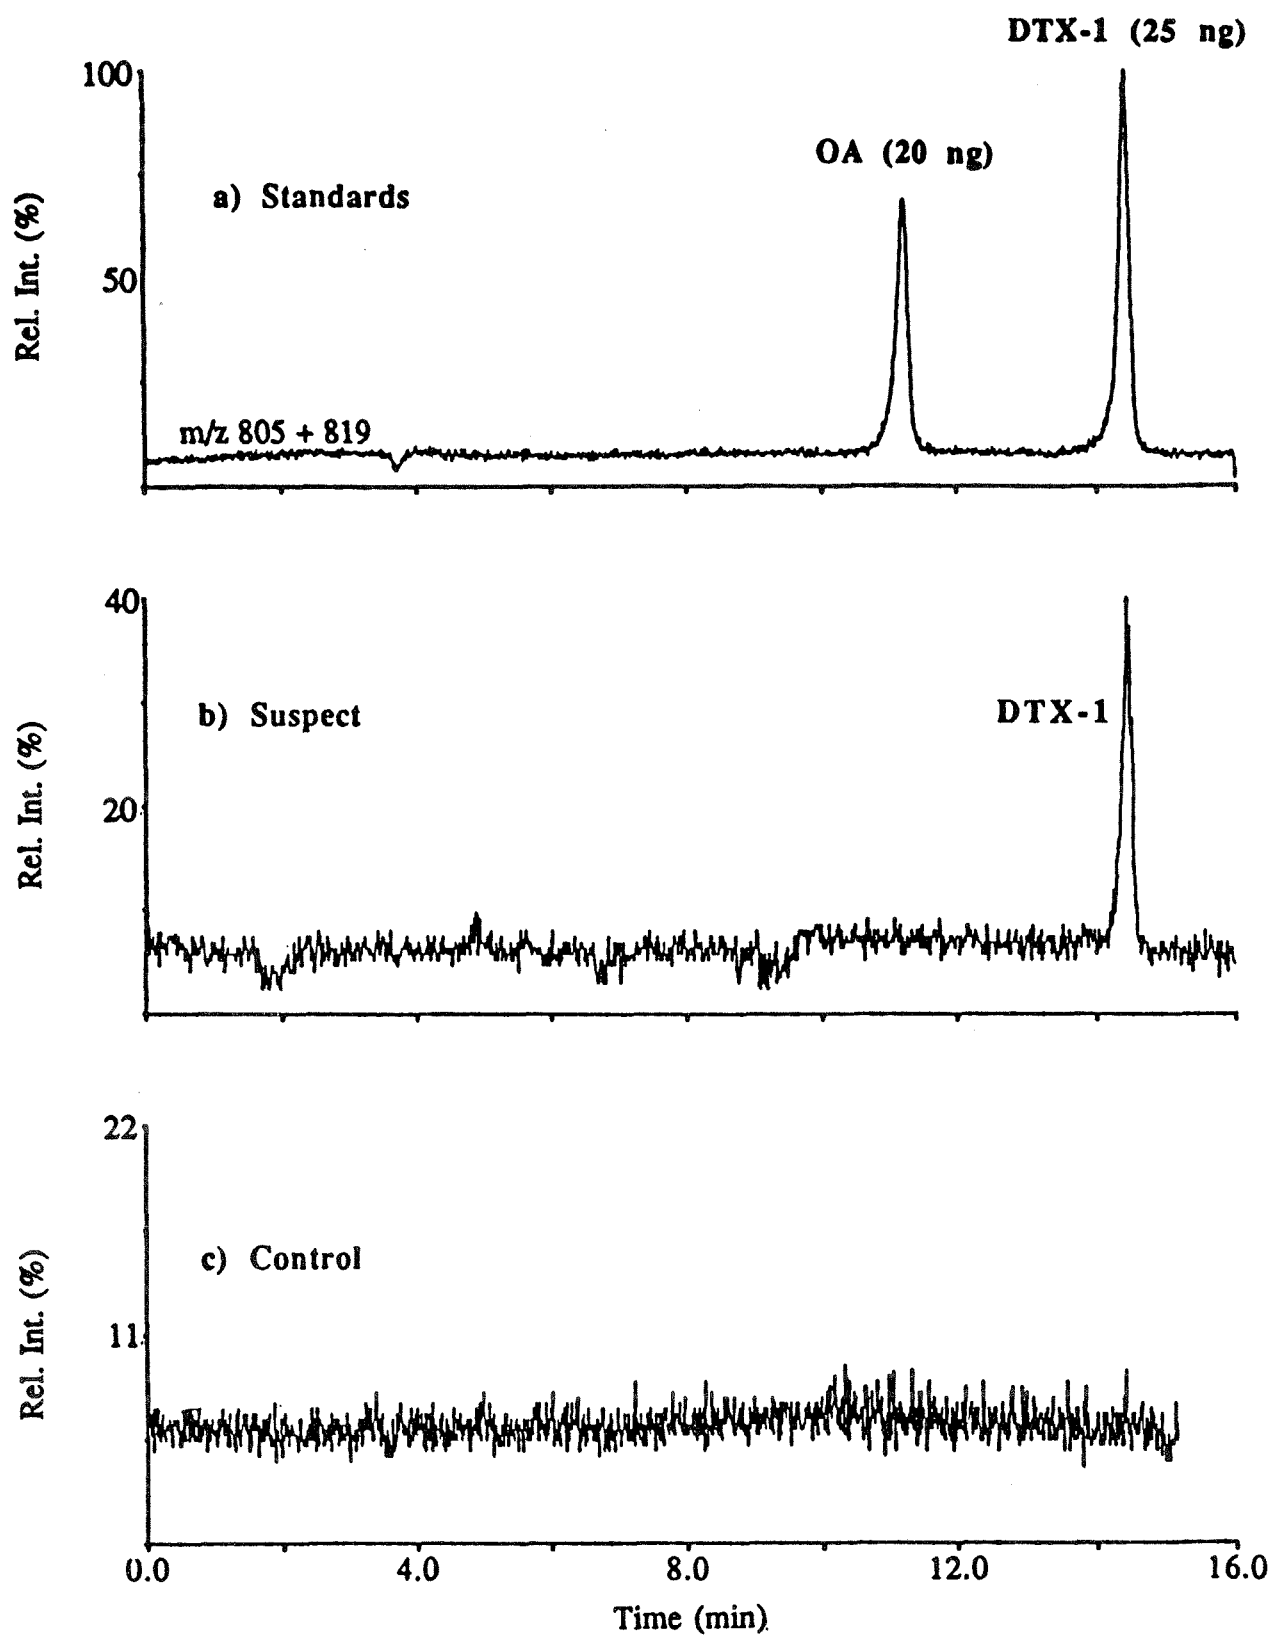 DTX-1 (25 ng)
100
OA (20 ng)
a) Standards
Rel. Int. (%)
50
m/z 805 + 819
40
b) Suspect
DTX-1
Rel. Int. (%)
20
22
c) Control
11
Rel. Int. (%)
0.0 4.0 8.0 12.0 16.0
Time (min)